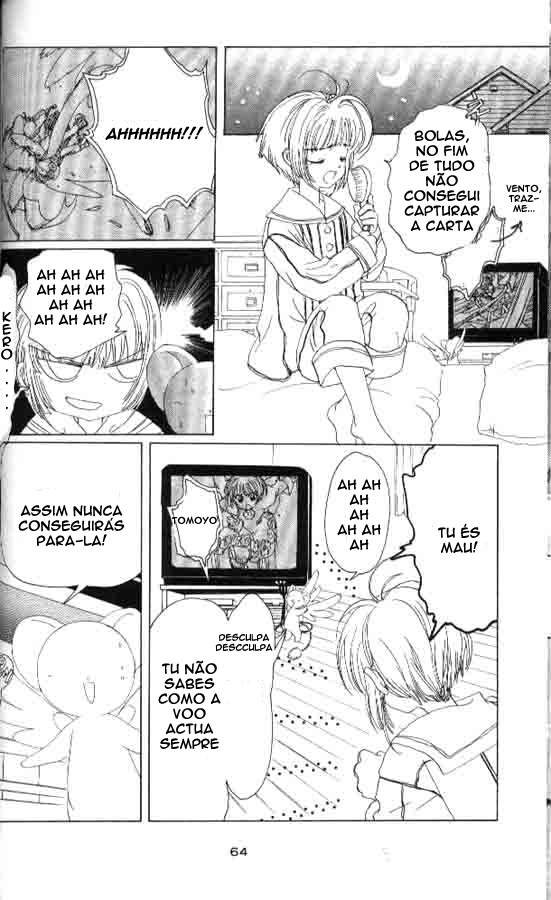 BOLAS,
NO FIM
DE TUDO
NÃO
CONSEGUI
CAPTURAR
A CARTA
VENTO,
TRAZ-
ME...
AHHHHHH!!!
AH AH AH
AH AH AH
AH AH
AH AH AH!
KERO....
TU ÉS
MAU!
AH AH
AH
AH
AH AH
AH
TOMOYO
DESCULPA
DESCCULPA
TU NÃO
SABES
COMO A
VOO
ACTUA
SEMPRE
ASSIM NUNCA
CONSEGUIRÁS
PARA-LA!
64